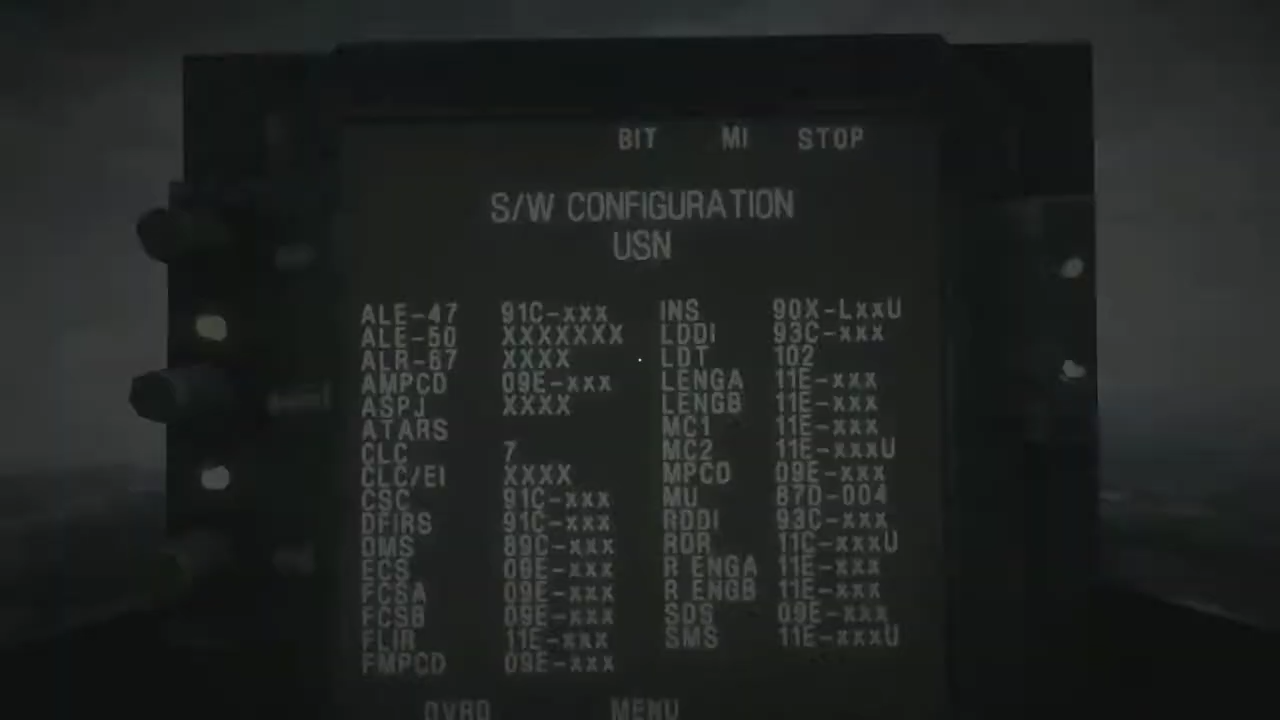 BIT MI STOP
S/W CONFIGURATION
USN
ALE-47 91C-xxx INS 90X-LxxU
ALE-50 XXXXXXX LDDI 93C-xxx
ALR-67 XXXX LDT 102
AMPCD 09E-xxx LENGA 11E-xxx
ASPJ XXXX LENGB 11E-xxx
ATARS MC1 11E-xxx
CLC 7 MC2 11E-xxxU
CLC/EI XXXX MPCD 09E-xxx
CSC 91C-xxx MU 87D-004
DFIRS 91C-xxx RDDI 93C-xxx
DMS 89C-xxx RDR 11C-xxxU
FCS 09E-xxx R ENGA 11E-xxx
FCSA 09E-xxx R ENGB 11E-xxx
FCSB 09E-xxx SDS 09E-xxx
FLIR 11E-xxx SMS 11E-xxxU
FMPCD 09E-xxx
OVRD MENU